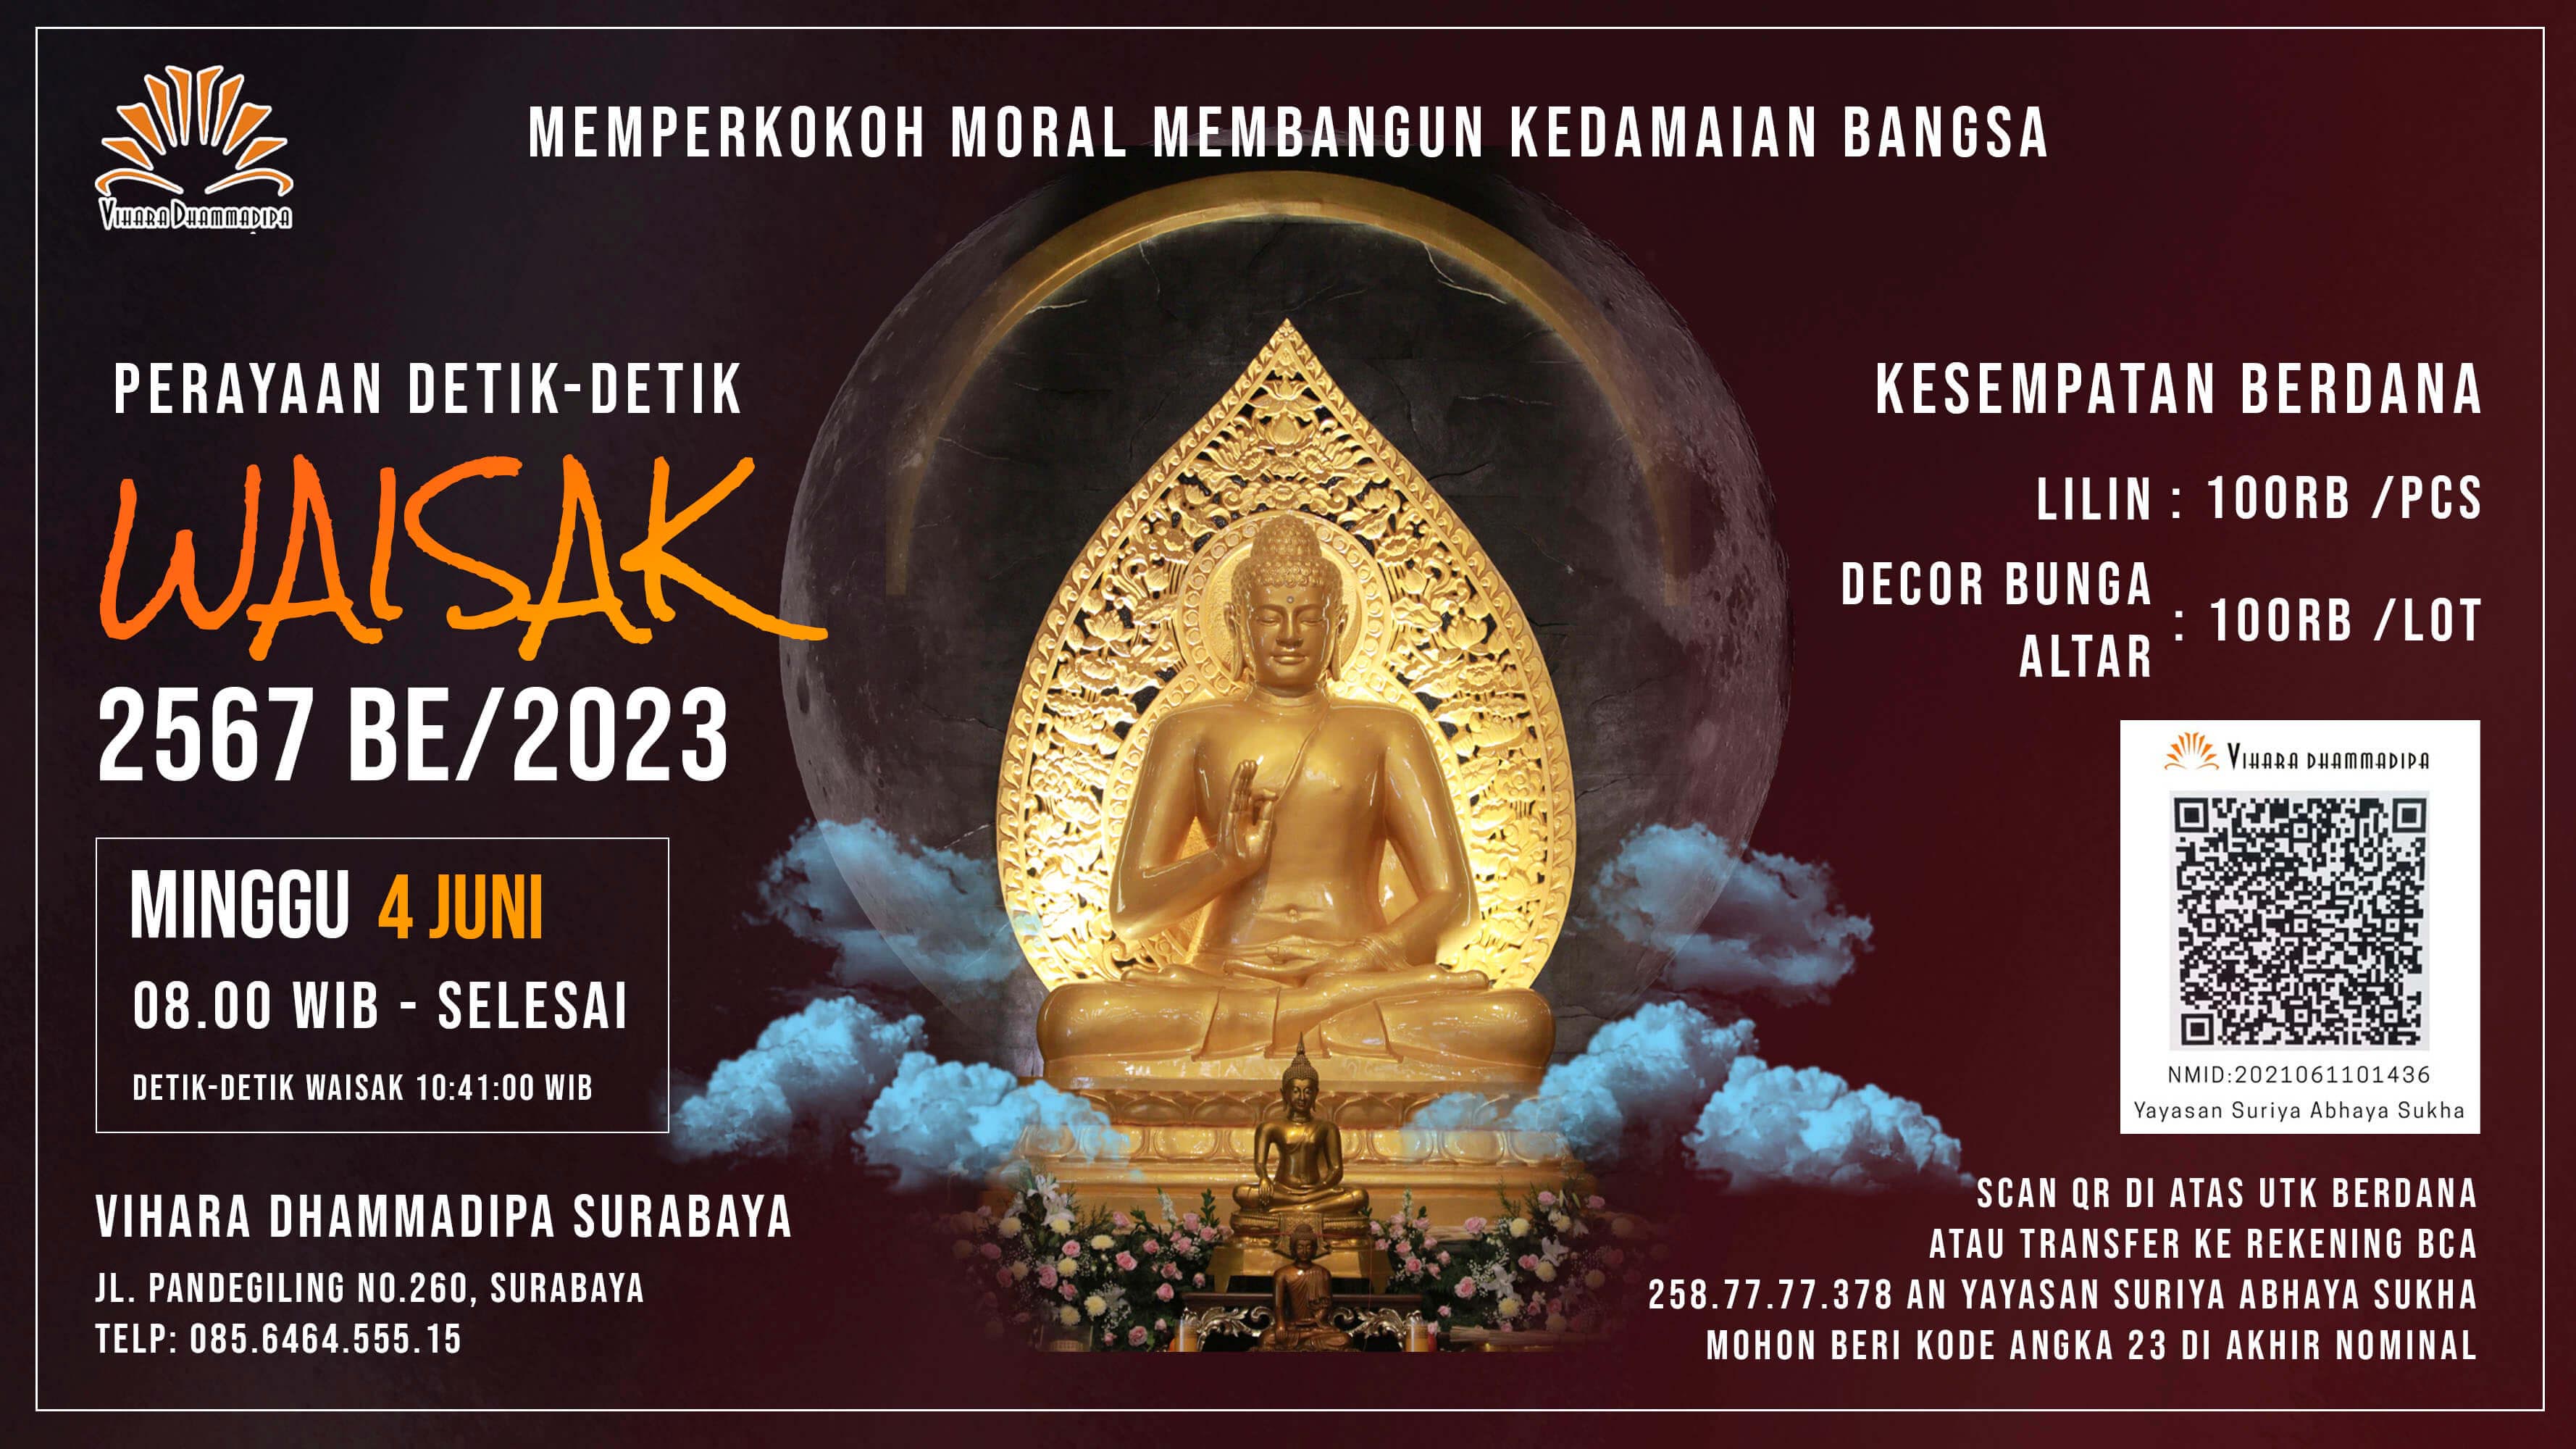 VIHARA DHAMMADIPA
MEMPERKOKOH MORAL MEMBANGUN KEDAMAIAN BANGSA
PERAYAAN DETIK-DETIK
WAISAK
2567 BE/2023
MINGGU 4 JUNI
08.00 WIB - SELESAI
DETIK-DETIK WAISAK 10:41:00 WIB
VIHARA DHAMMADIPA SURABAYA
JL. PANDEGILING NO.260, SURABAYA
TELP: 085.6464.555.15
KESEMPATAN BERDANA
LILIN : 100RB /PCS
DECOR BUNGA
ALTAR : 100RB /LOT
VIHARA DHAMMADIPA
NMID:2021061101436
Yayasan Suriya Abhaya Sukha
SCAN QR DI ATAS UTK BERDANA
ATAU TRANSFER KE REKENING BCA
258.77.77.378 AN YAYASAN SURIYA ABHAYA SUKHA
MOHON BERI KODE ANGKA 23 DI AKHIR NOMINAL